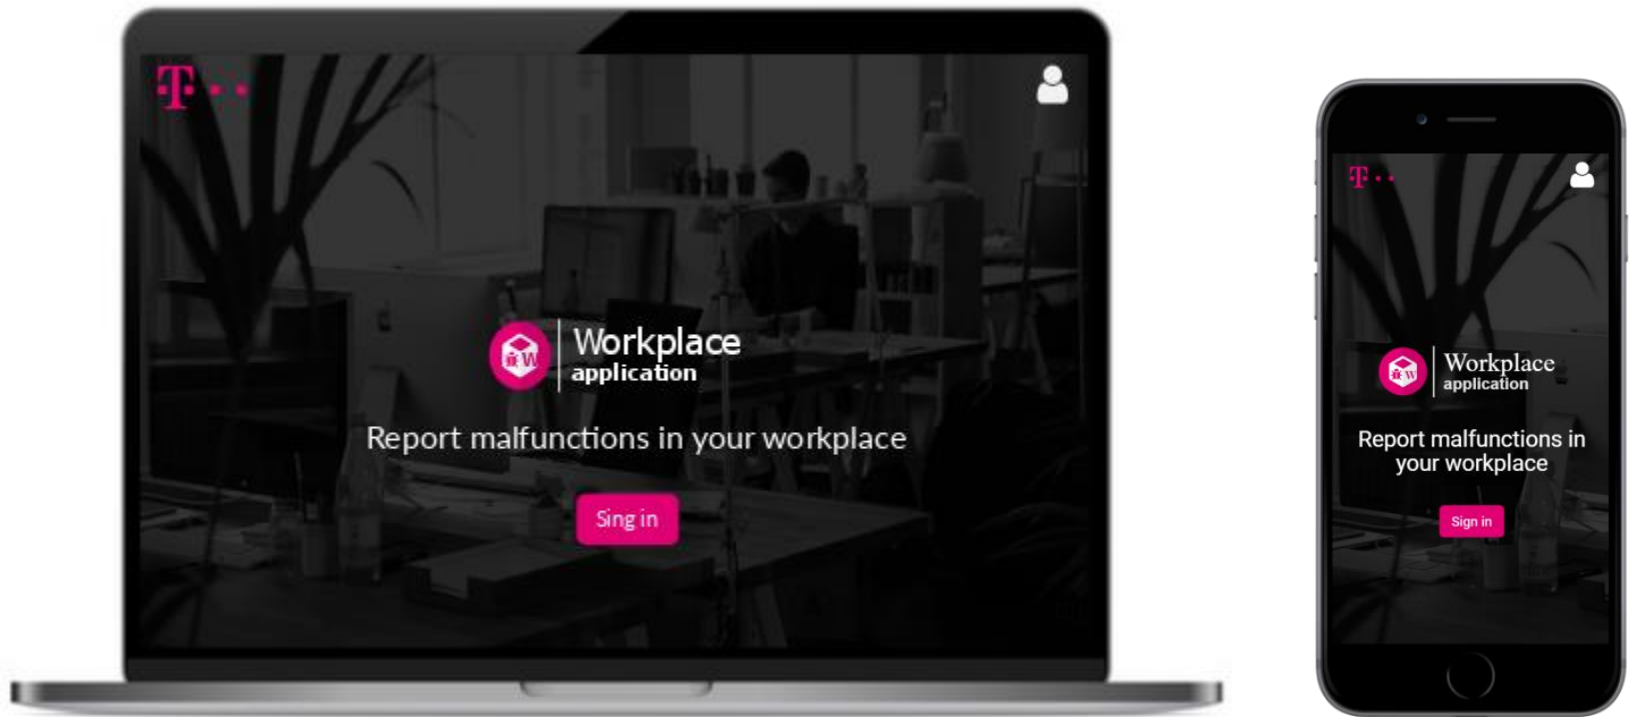 T
Workplace
application
Report malfunctions in your workplace
Sing in
T
Workplace
application
Report malfunctions in
your workplace
Sign in